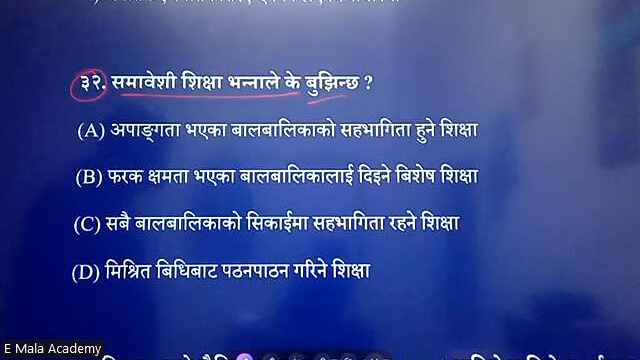 ३२. समावेशी शिक्षा भन्नाले के बुझिन्छ ?
(A) अपाङ्गता भएका बालबालिकाको सहभागिता हुने शिक्षा
(B) फरक क्षमता भएका बालबालिकालाई दिइने बिशेष शिक्षा
(C) सबै बालबालिकाको सिकाईमा सहभागिता रहने शिक्षा
(D) मिश्रित बिधिबाट पठनपाठन गरिने शिक्षा
E Mala Academy